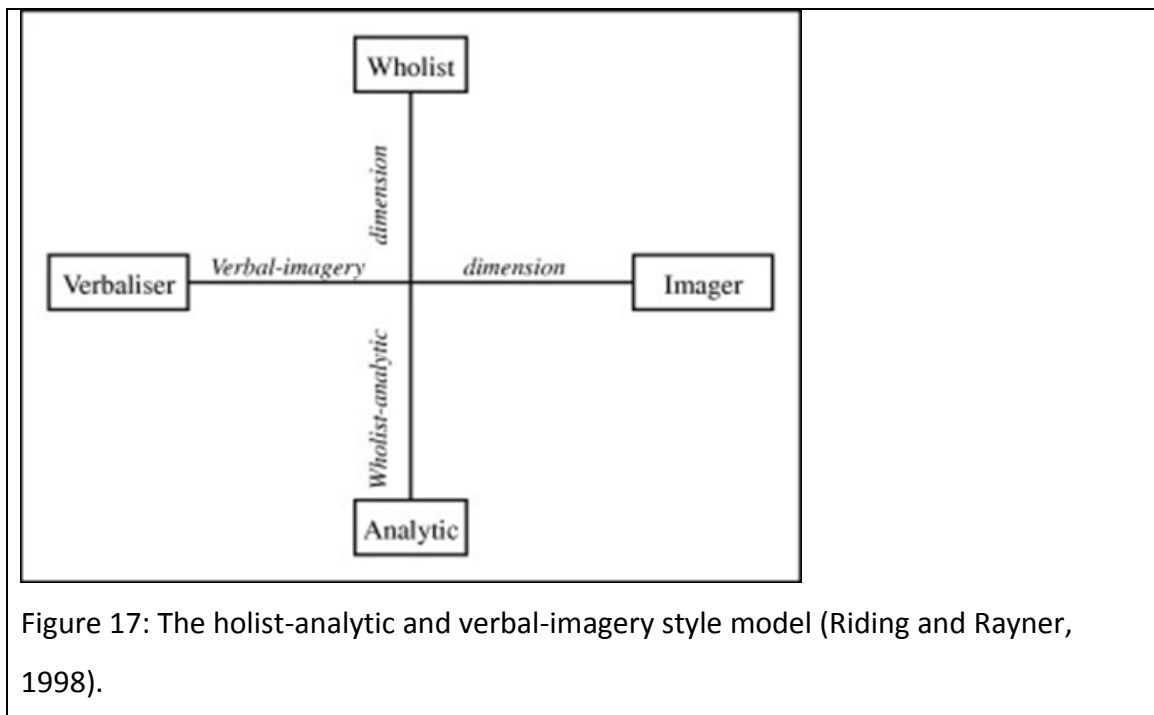 Wholist
dimension
Verbaliser
Verbal-imagery
dimension
Imager
Wholist-analytic
Analytic
Figure 17: The holist-analytic and verbal-imagery style model (Riding and Rayner,
1998).